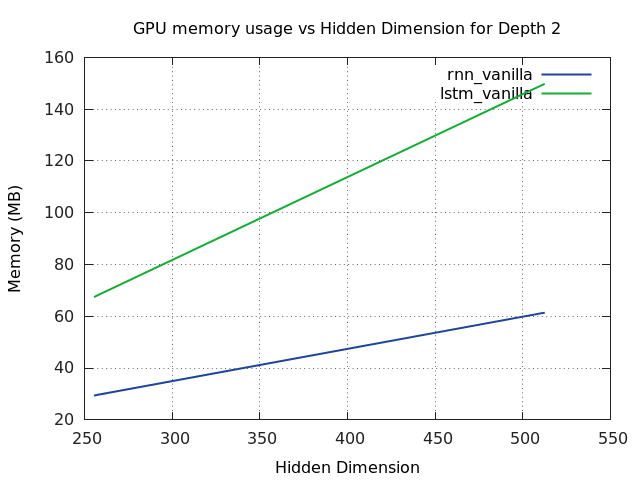 GPU memory usage vs Hidden Dimension for Depth 2
160
140
120
100
80
60
40
20
Memory (MB)
rnn_vanilla
lstm_vanilla
250 300 350 400 450 500 550
Hidden Dimension